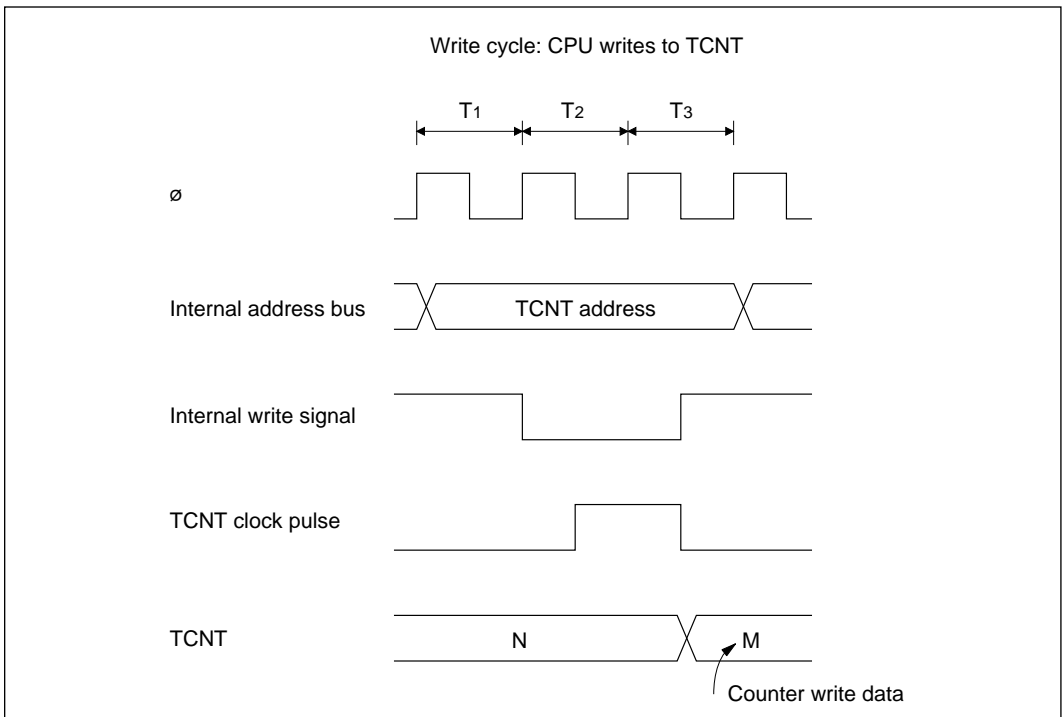 Write cycle: CPU writes to TCNT
T1 T2 T3
ø
Internal address bus TCNT address
Internal write signal
TCNT clock pulse
TCNT N M
Counter write data